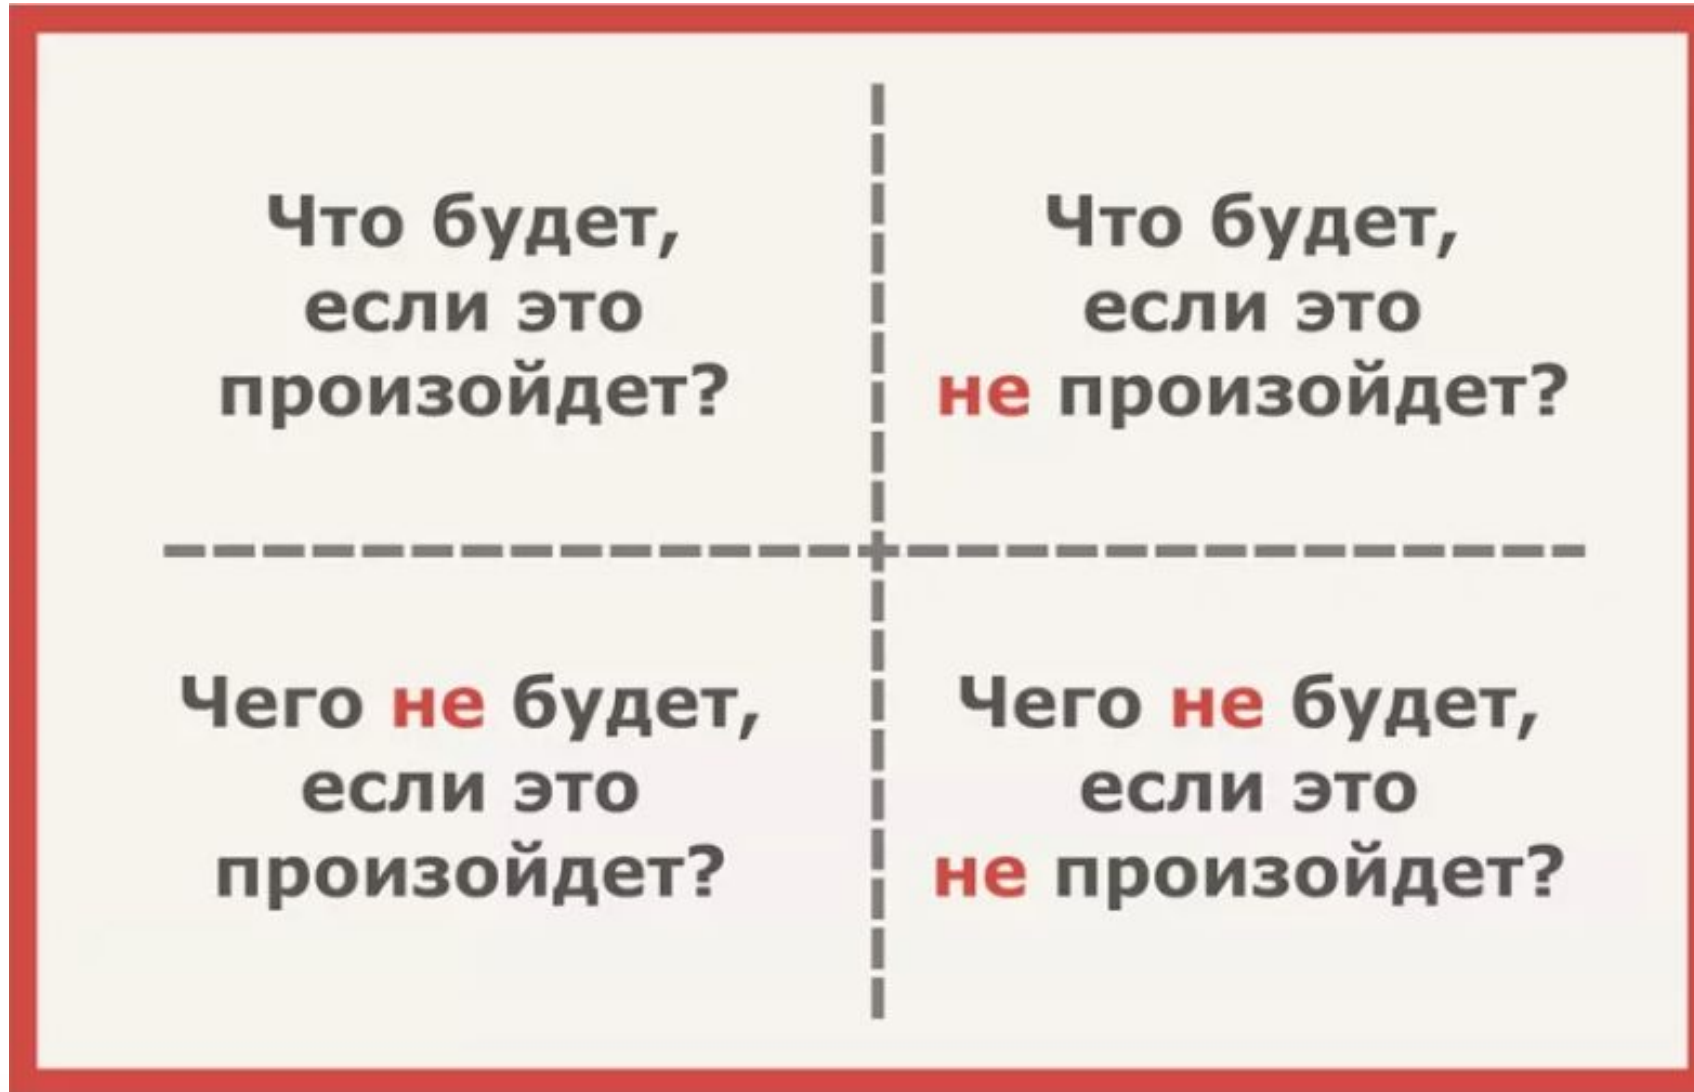 Что будет,
если это
произойдет?
Что будет,
если это
не произойдет?
Чего не будет,
если это
произойдет?
Чего не будет,
если это
не произойдет?